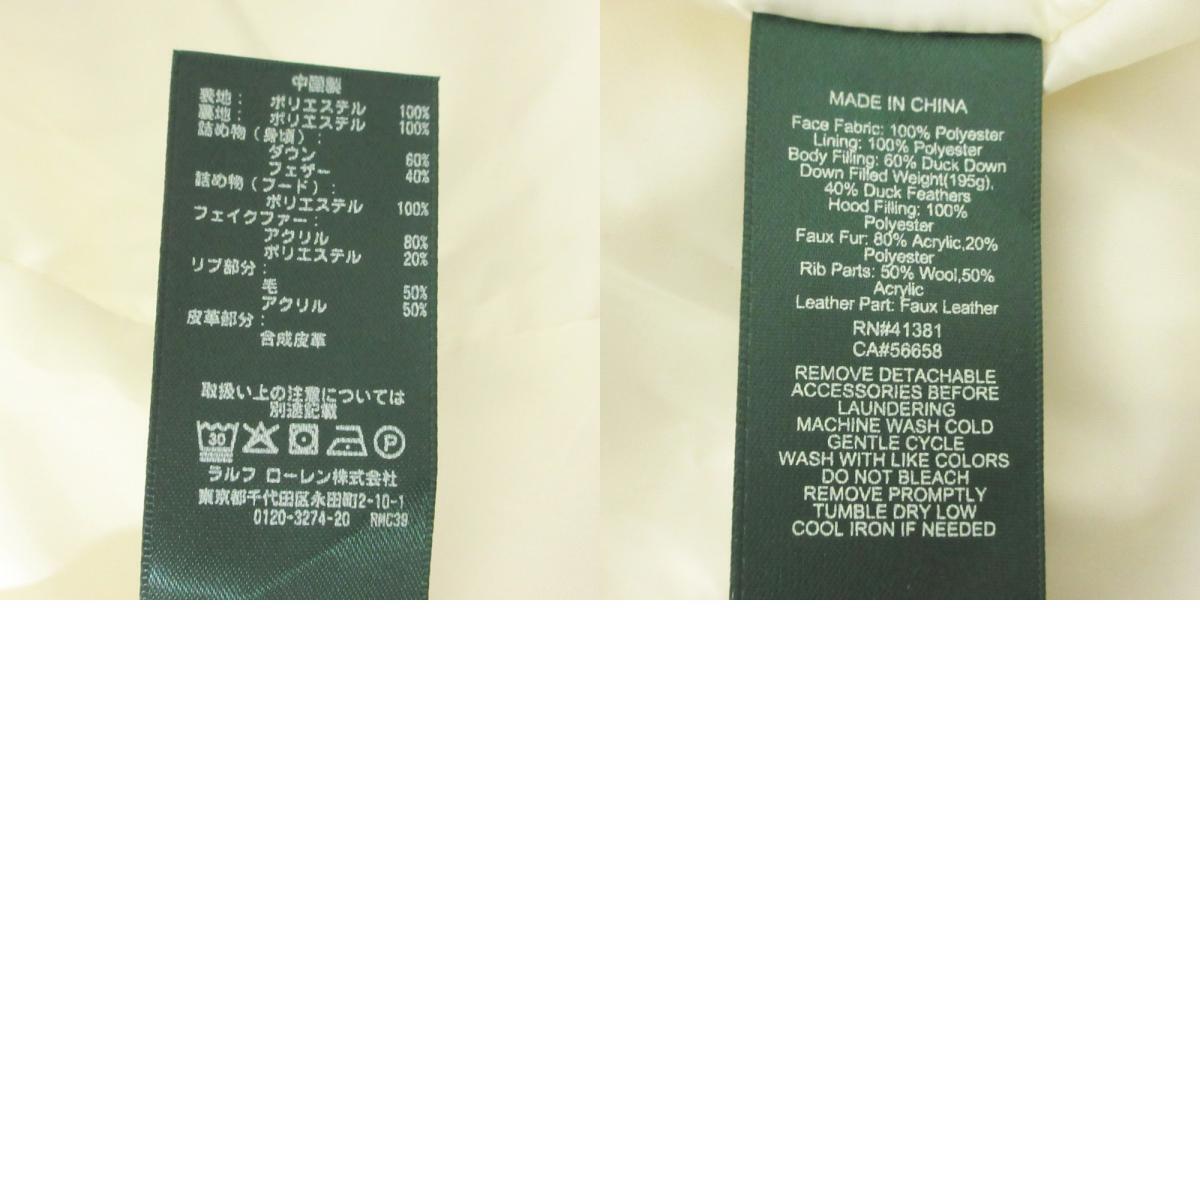 中国製
表地： ポリエステル 100%
裏地： ポリエステル 100%
詰め物（身頃）：
ダウン 60%
フェザー 40%
詰め物（フード）：
ポリエステル 100%
フェイクファー：
アクリル 80%
ポリエステル 20%
リブ部分：
毛 50%
アクリル 50%
皮革部分：
合成皮革
取扱い上の注意については
別途記載
30 P
ラルフ ローレン株式会社
東京都千代田区永田町2-10-1
0120-3274-20 RMC39
MADE IN CHINA
Face Fabric: 100% Polyester
Lining: 100% Polyester
Body Filling: 60% Duck Down
Down Filled Weight(195g),
40% Duck Feathers
Hood Filling: 100%
Polyester
Faux Fur: 80% Acrylic,20%
Polyester
Rib Parts: 50% Wool,50%
Acrylic
Leather Part: Faux Leather
RN#41381
CA#56658
REMOVE DETACHABLE
ACCESSORIES BEFORE
LAUNDERING
MACHINE WASH COLD
GENTLE CYCLE
WASH WITH LIKE COLORS
DO NOT BLEACH
REMOVE PROMPTLY
TUMBLE DRY LOW
COOL IRON IF NEEDED